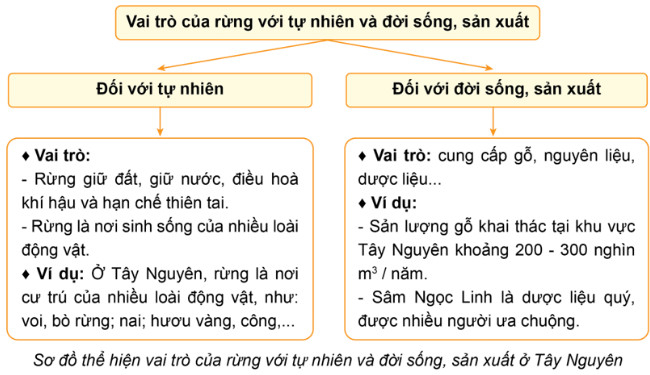 Vai trò của rừng với tự nhiên và đời sống, sản xuất
Đối với tự nhiên
♦ Vai trò:
- Rừng giữ đất, giữ nước, điều hoà
khí hậu và hạn chế thiên tai.
- Rừng là nơi sinh sống của nhiều loài
động vật.
♦ Ví dụ: Ở Tây Nguyên, rừng là nơi
cư trú của nhiều loài động vật, như:
voi, bò rừng; nai; hươu vàng, công,...
Đối với đời sống, sản xuất
♦ Vai trò: cung cấp gỗ, nguyên liệu,
dược liệu...
♦ Ví dụ:
- Sản lượng gỗ khai thác tại khu vực
Tây Nguyên khoảng 200 - 300 nghìn
m³ / năm.
- Sâm Ngọc Linh là dược liệu quý,
được nhiều người ưa chuộng.
Sơ đồ thể hiện vai trò của rừng với tự nhiên và đời sống, sản xuất ở Tây Nguyên